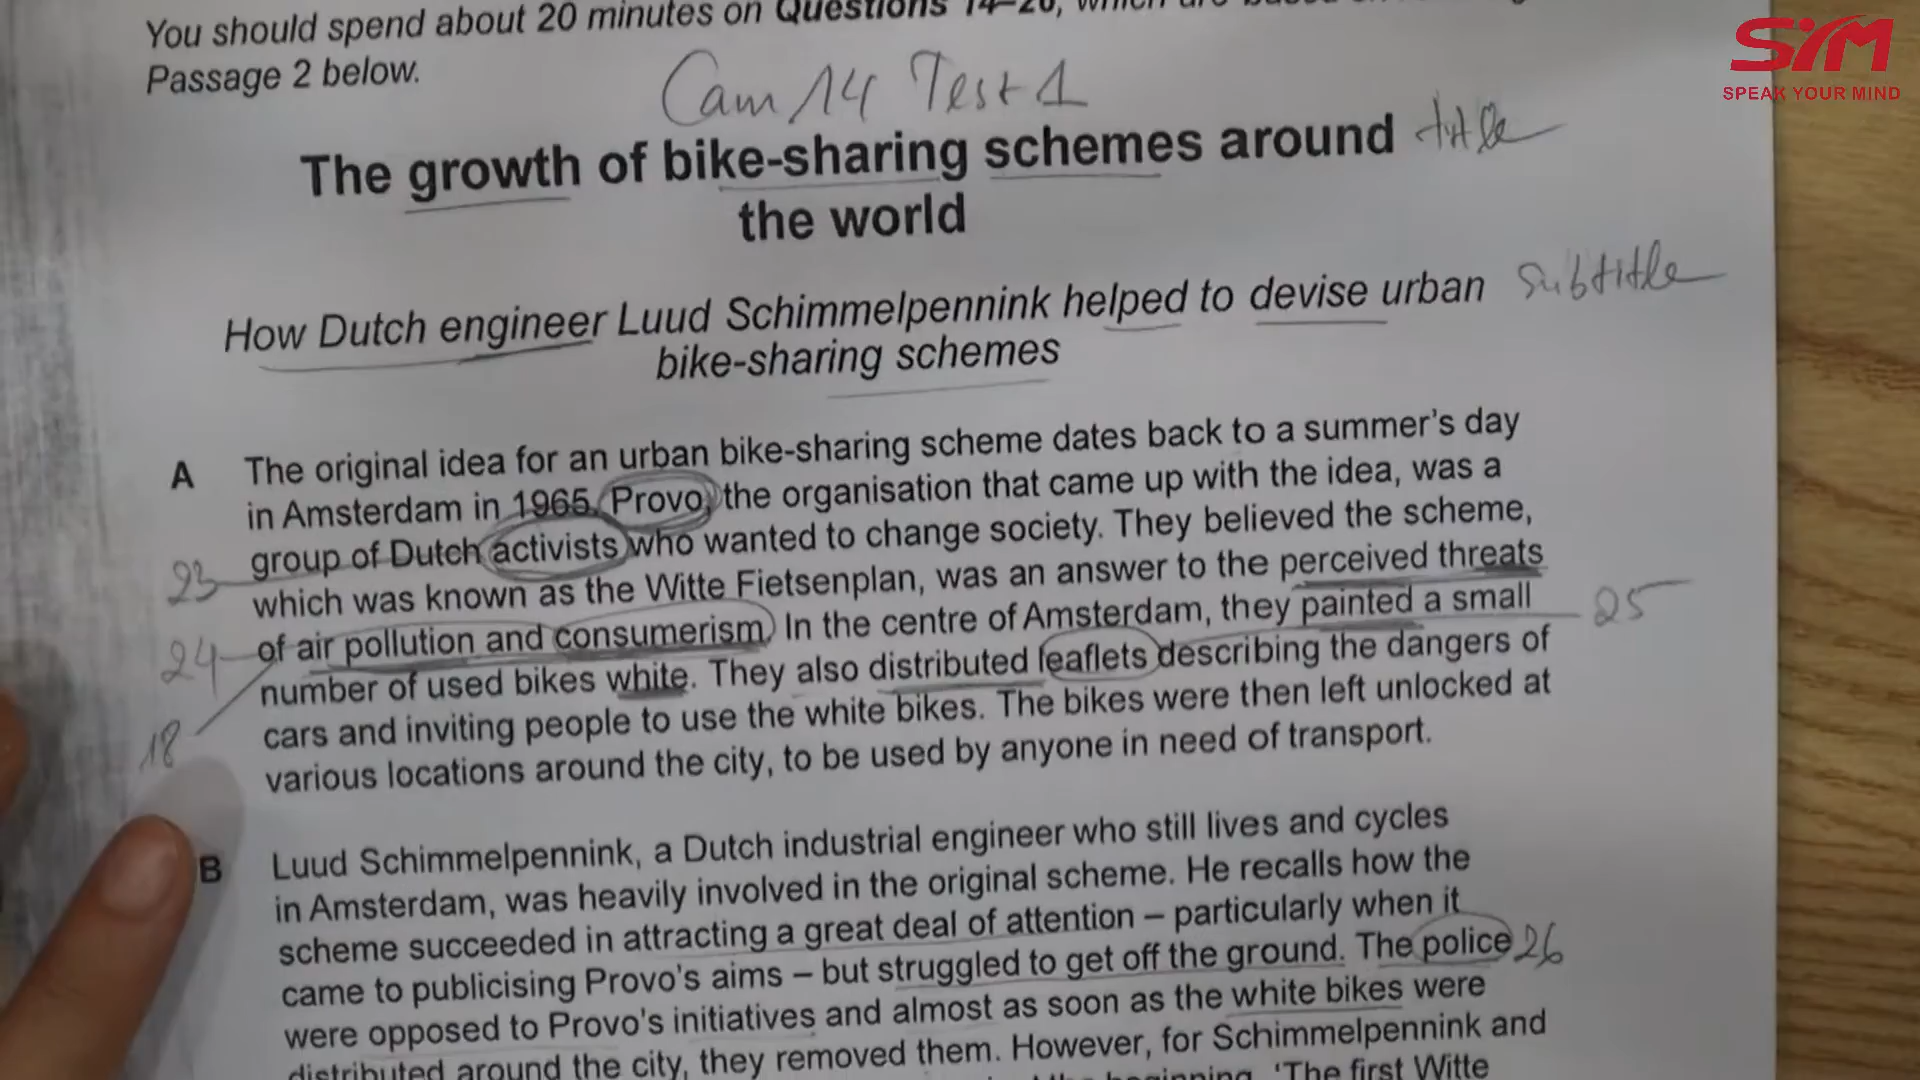 You should spend about 20 minutes on Questions 14–26, which are based on
Passage 2 below.
Cam 14 Test 1
SYM
SPEAK YOUR MIND
The growth of bike-sharing schemes around
title
the world
How Dutch engineer Luud Schimmelpennink helped to devise urban
subtitle
bike-sharing schemes
A The original idea for an urban bike-sharing scheme dates back to a summer's day
in Amsterdam in 1965. Provo, the organisation that came up with the idea, was a
group of Dutch activists who wanted to change society. They believed the scheme,
23
which was known as the Witte Fietsenplan, was an answer to the perceived threats
25
24
of air pollution and consumerism. In the centre of Amsterdam, they painted a small
number of used bikes white. They also distributed leaflets describing the dangers of
18
cars and inviting people to use the white bikes. The bikes were then left unlocked at
various locations around the city, to be used by anyone in need of transport.
B Luud Schimmelpennink, a Dutch industrial engineer who still lives and cycles
in Amsterdam, was heavily involved in the original scheme. He recalls how the
scheme succeeded in attracting a great deal of attention – particularly when it
came to publicising Provo's aims – but struggled to get off the ground. The police
26
were opposed to Provo's initiatives and almost as soon as the white bikes were
distributed around the city, they removed them. However, for Schimmelpennink and
beginning. 'The first Witte